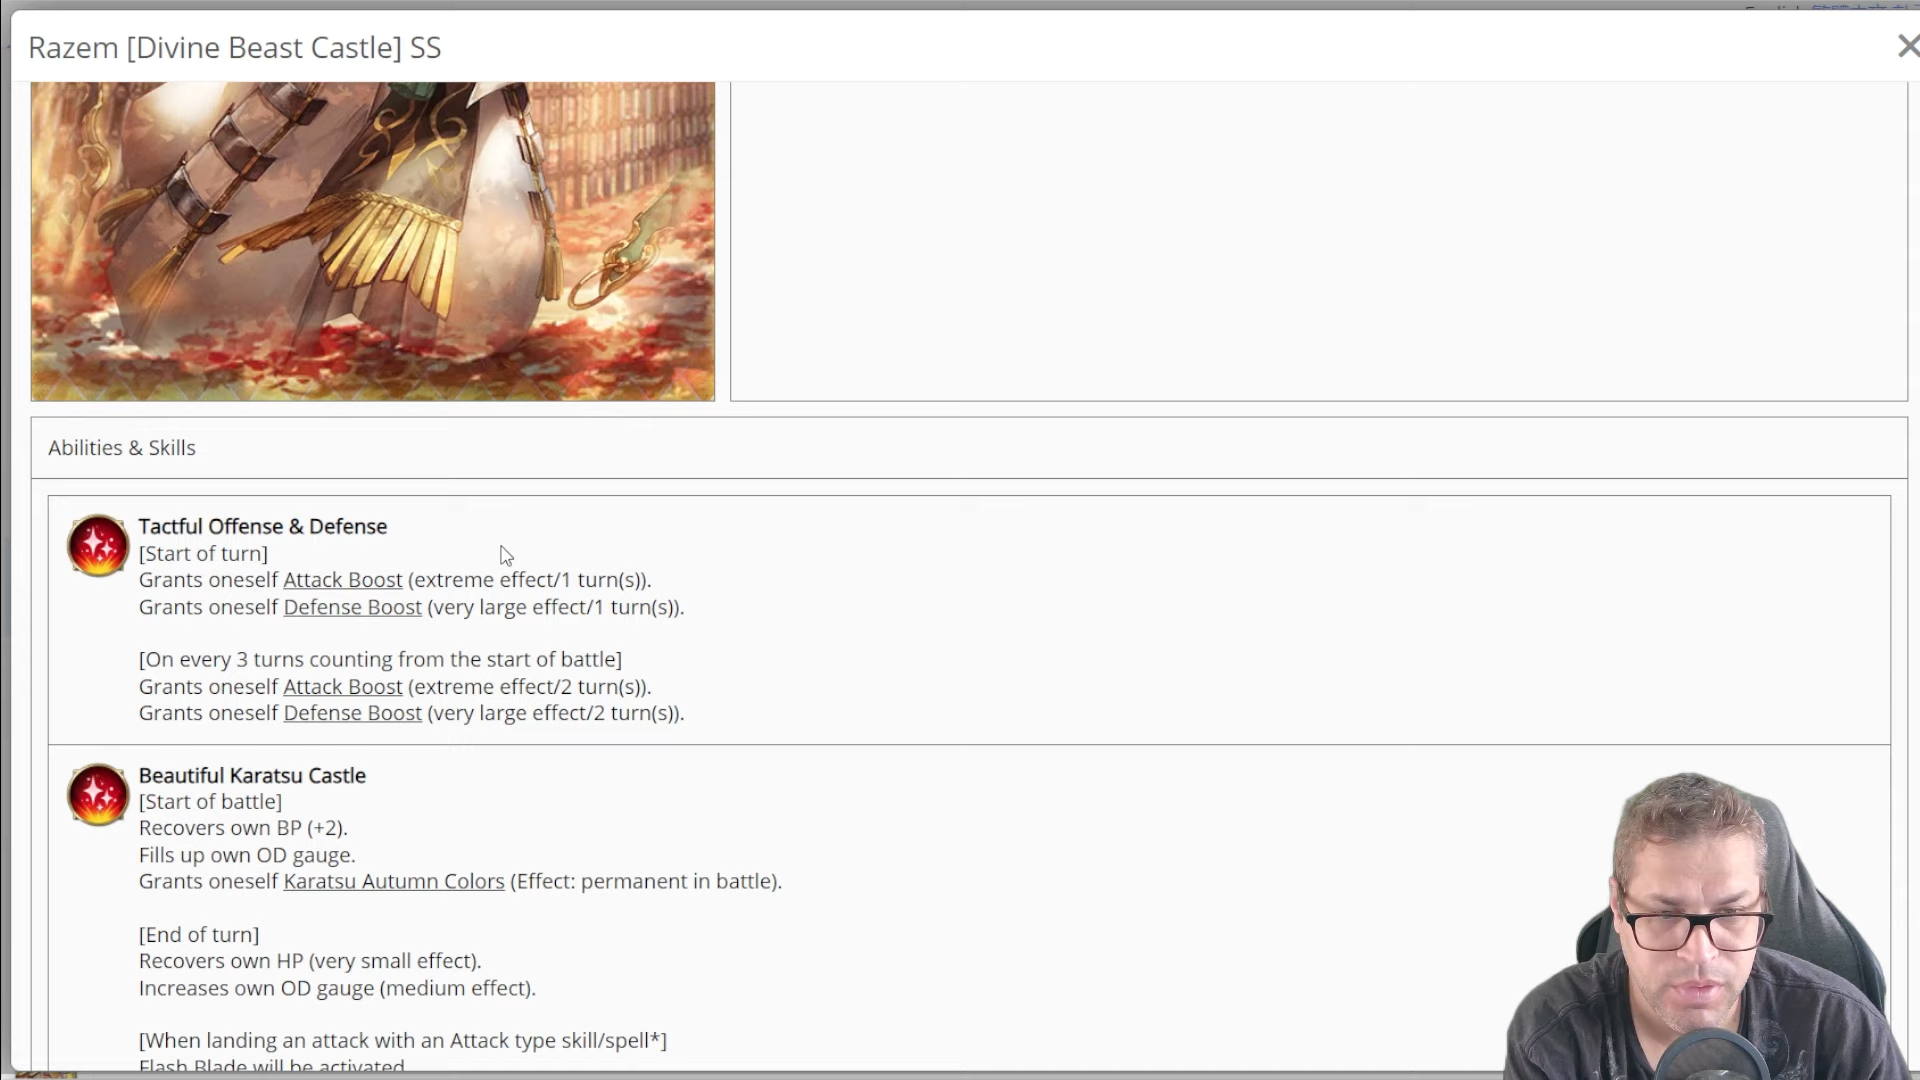 Razem [Divine Beast Castle] SS
Abilities & Skills
Tactful Offense & Defense
[Start of turn]
Grants oneself Attack Boost (extreme effect/1 turn(s)).
Grants oneself Defense Boost (very large effect/1 turn(s)).
[On every 3 turns counting from the start of battle]
Grants oneself Attack Boost (extreme effect/2 turn(s)).
Grants oneself Defense Boost (very large effect/2 turn(s)).
Beautiful Karatsu Castle
[Start of battle]
Recovers own BP (+2).
Fills up own OD gauge.
Grants oneself Karatsu Autumn Colors (Effect: permanent in battle).
[End of turn]
Recovers own HP (very small effect).
Increases own OD gauge (medium effect).
[When landing an attack with an Attack type skill/spell*]
Flash Blade will be activated